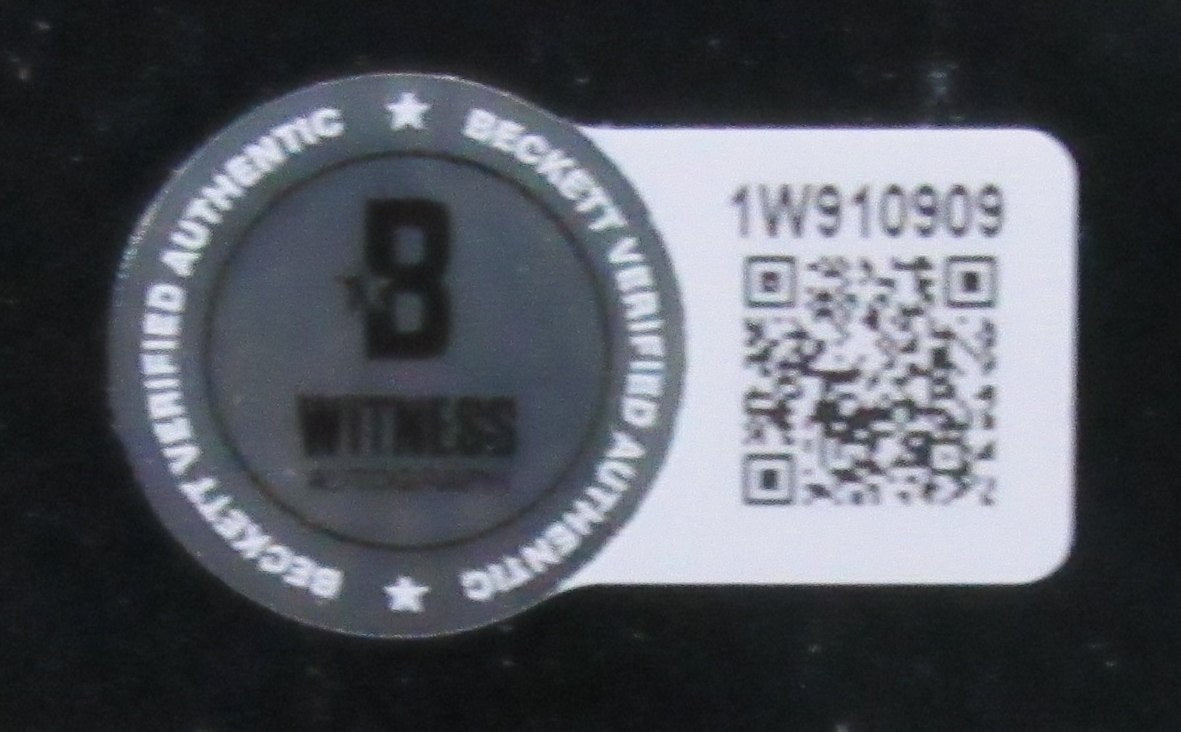 BECKETT VERIFIED AUTHENTIC
BECKETT VERIFIED AUTHENTIC
B
WITNESS
1W910909